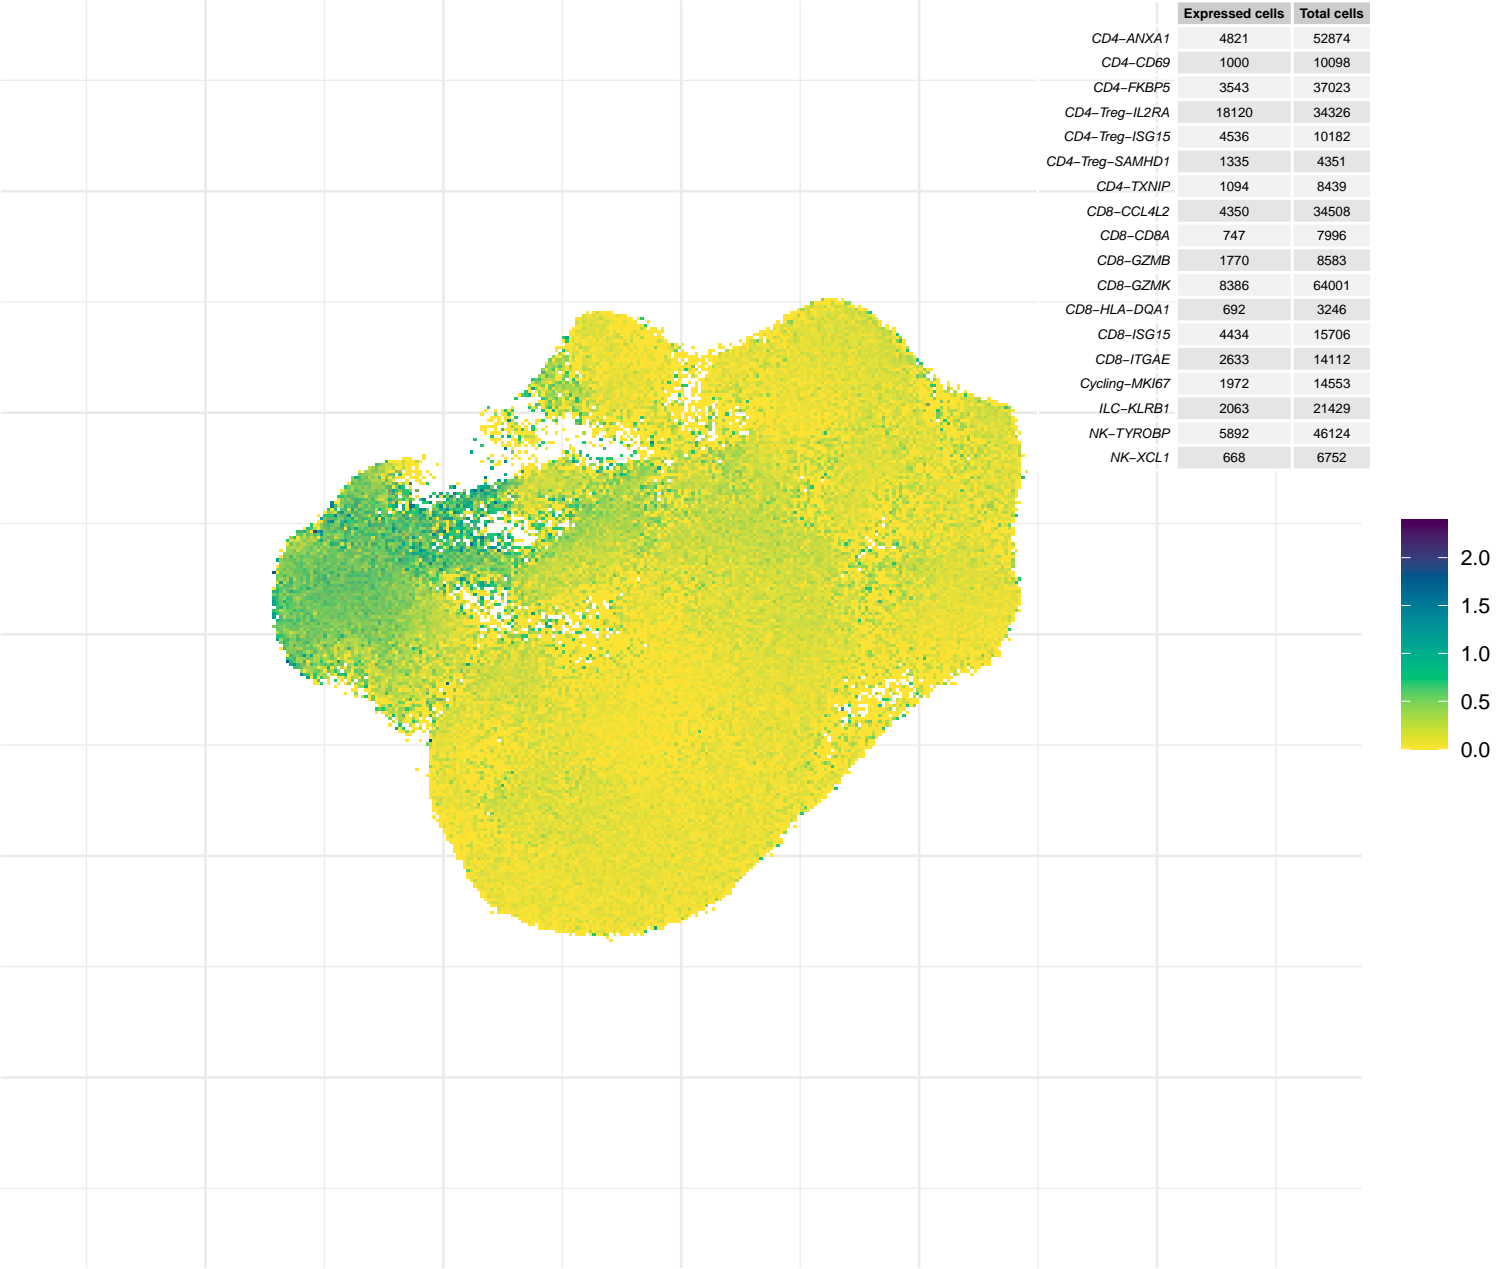 Expressed cells Total cells
CD4−ANXA1 4821 52874
CD4−CD69 1000 10098
CD4−FKBP5 3543 37023
CD4−Treg−IL2RA 18120 34326
CD4−Treg−ISG15 4536 10182
CD4−Treg−SAMHD1 1335 4351
CD4−TXNIP 1094 8439
CD8−CCL4L2 4350 34508
CD8−CD8A 747 7996
CD8−GZMB 1770 8583
CD8−GZMK 8386 64001
CD8−HLA−DQA1 692 3246
CD8−ISG15 4434 15706
CD8−ITGAE 2633 14112
Cycling−MKI67 1972 14553
ILC−KLRB1 2063 21429
NK−TYROBP 5892 46124
NK−XCL1 668 6752
2.0
1.5
1.0
0.5
0.0